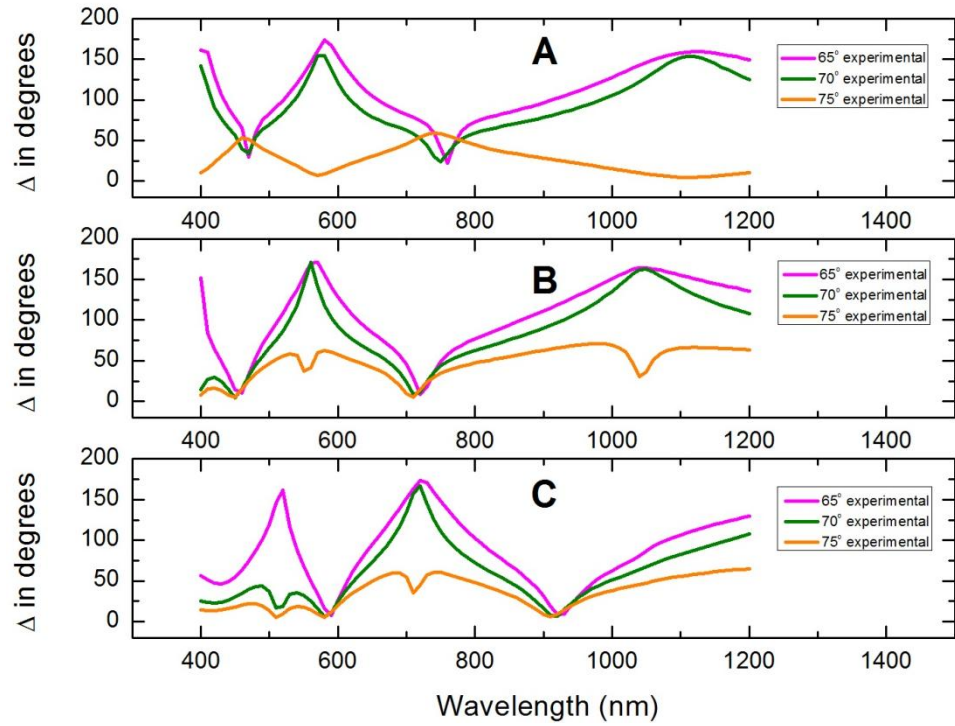 200
150
100
50
0
Δ in degrees
A
65° experimental
70° experimental
75° experimental
400 600 800 1000 1200 1400
200
150
100
50
0
Δ in degrees
B
65° experimental
70° experimental
75° experimental
400 600 800 1000 1200 1400
200
150
100
50
0
Δ in degrees
C
65° experimental
70° experimental
75° experimental
400 600 800 1000 1200 1400
Wavelength (nm)